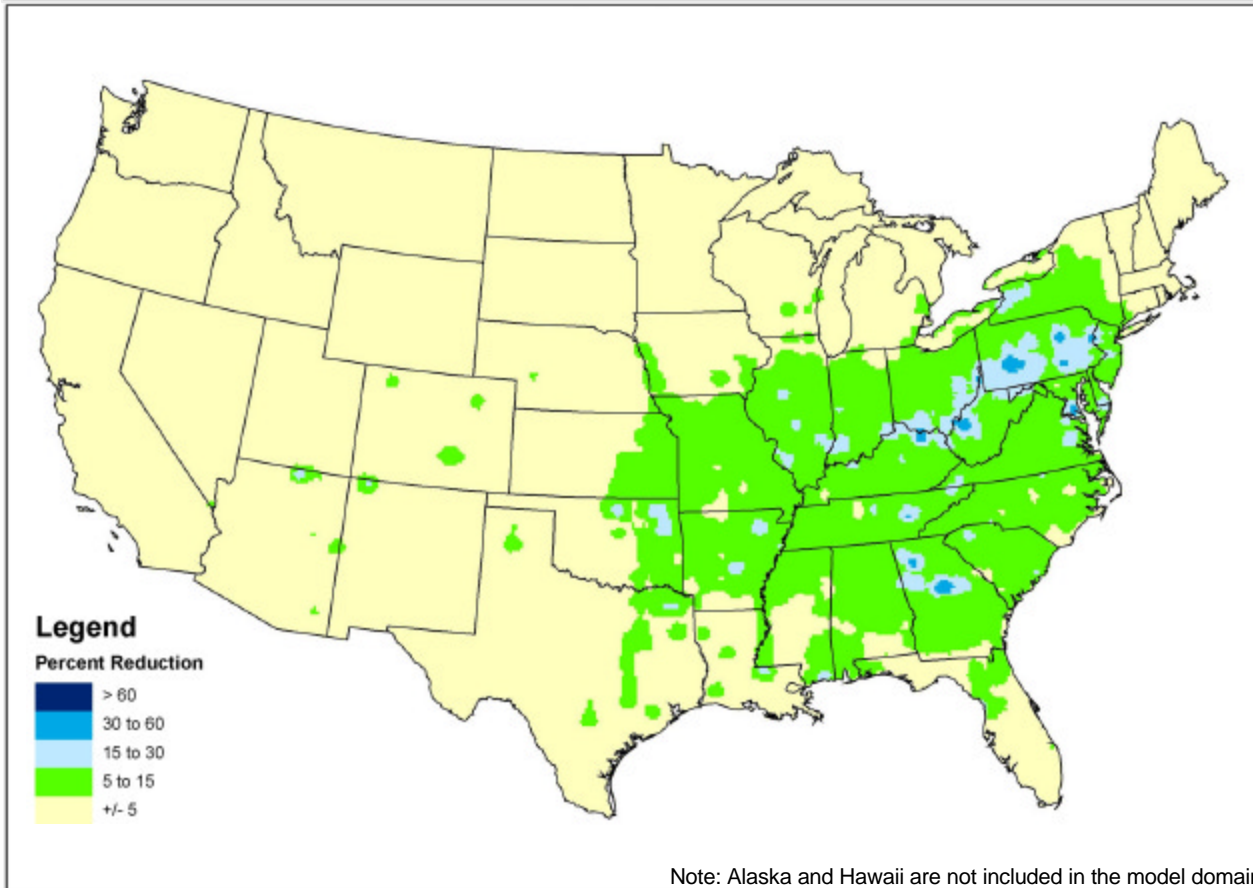 Legend
Percent Reduction
> 60
30 to 60
15 to 30
5 to 15
+/- 5
Note: Alaska and Hawaii are not included in the model domain